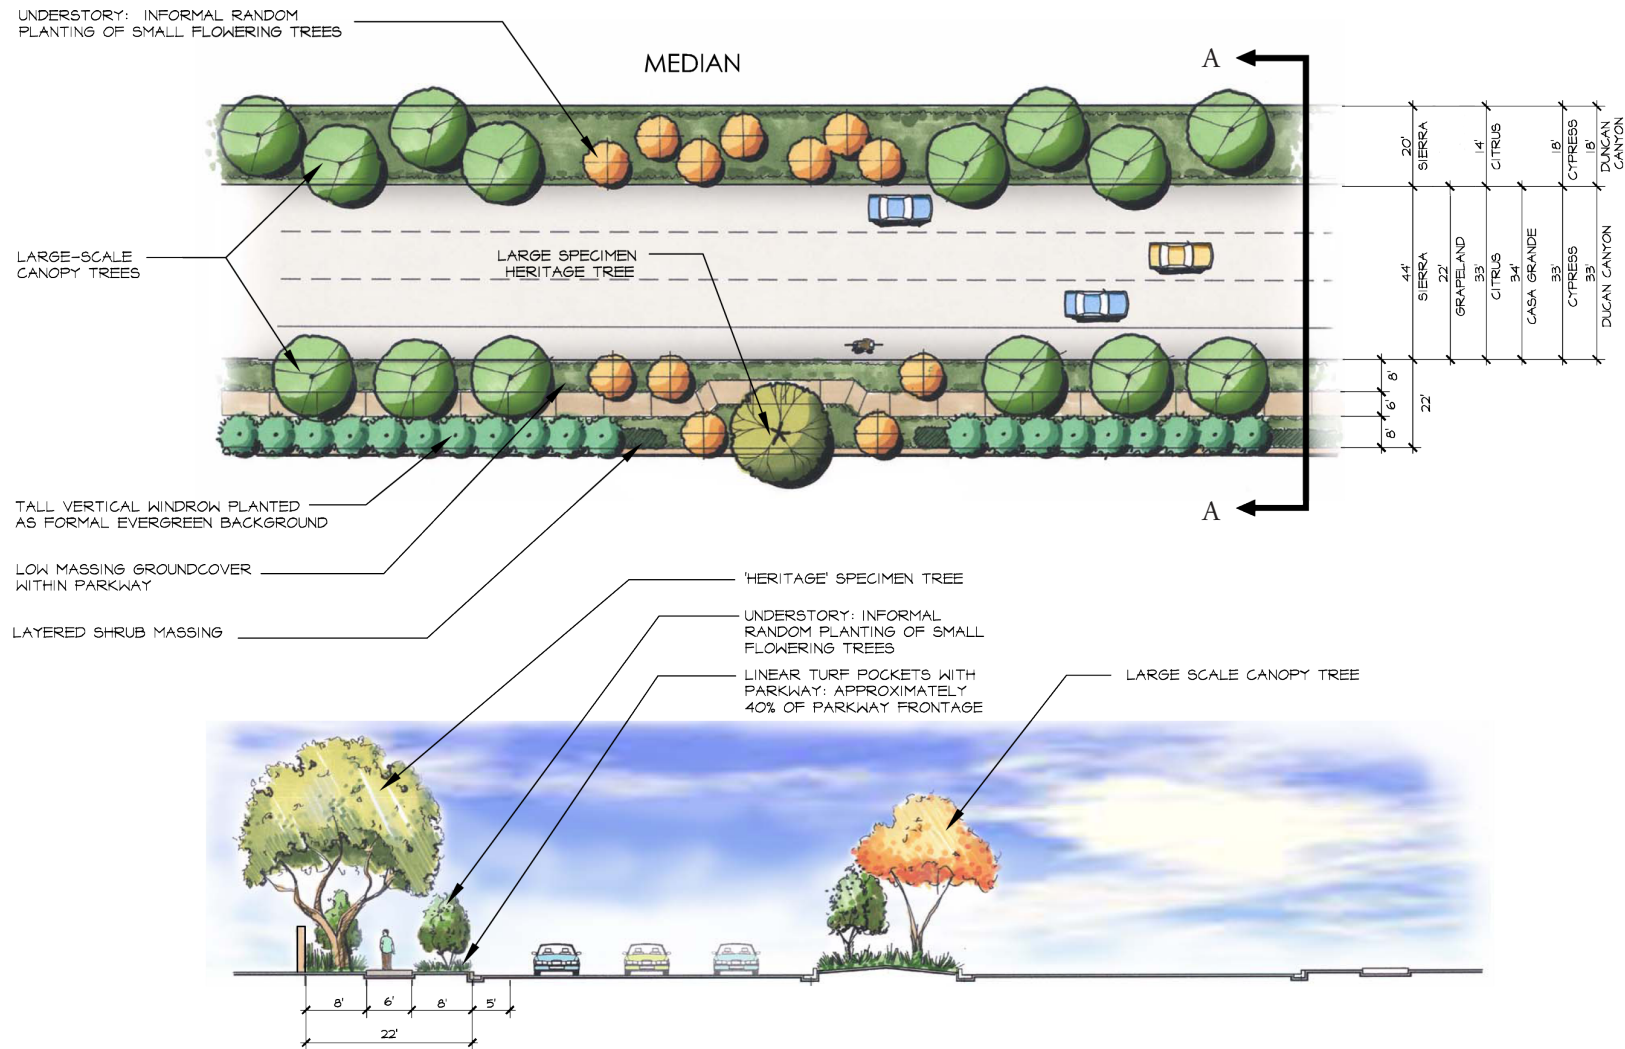 UNDERSTORY: INFORMAL RANDOM
PLANTING OF SMALL FLOWERING TREES
MEDIAN
A
20'
SIERRA
14'
CITRUS
18'
CYPRESS
18'
DUNCAN
CANYON
LARGE-SCALE
CANOPY TREES
LARGE SPECIMEN
HERITAGE TREE
44'
SIERRA
22'
GRAPELAND
33'
CITRUS
34'
CASA GRANDE
33'
CYPRESS
33'
DUCAN CANYON
8'
6'
8'
22'
TALL VERTICAL WINDROW PLANTED
AS FORMAL EVERGREEN BACKGROUND
A
LOW MASSING GROUNDCOVER
WITHIN PARKWAY
LAYERED SHRUB MASSING
'HERITAGE' SPECIMEN TREE
UNDERSTORY: INFORMAL
RANDOM PLANTING OF SMALL
FLOWERING TREES
LINEAR TURF POCKETS WITH
PARKWAY: APPROXIMATELY
40% OF PARKWAY FRONTAGE
LARGE SCALE CANOPY TREE
8'
6'
8'
5'
22'